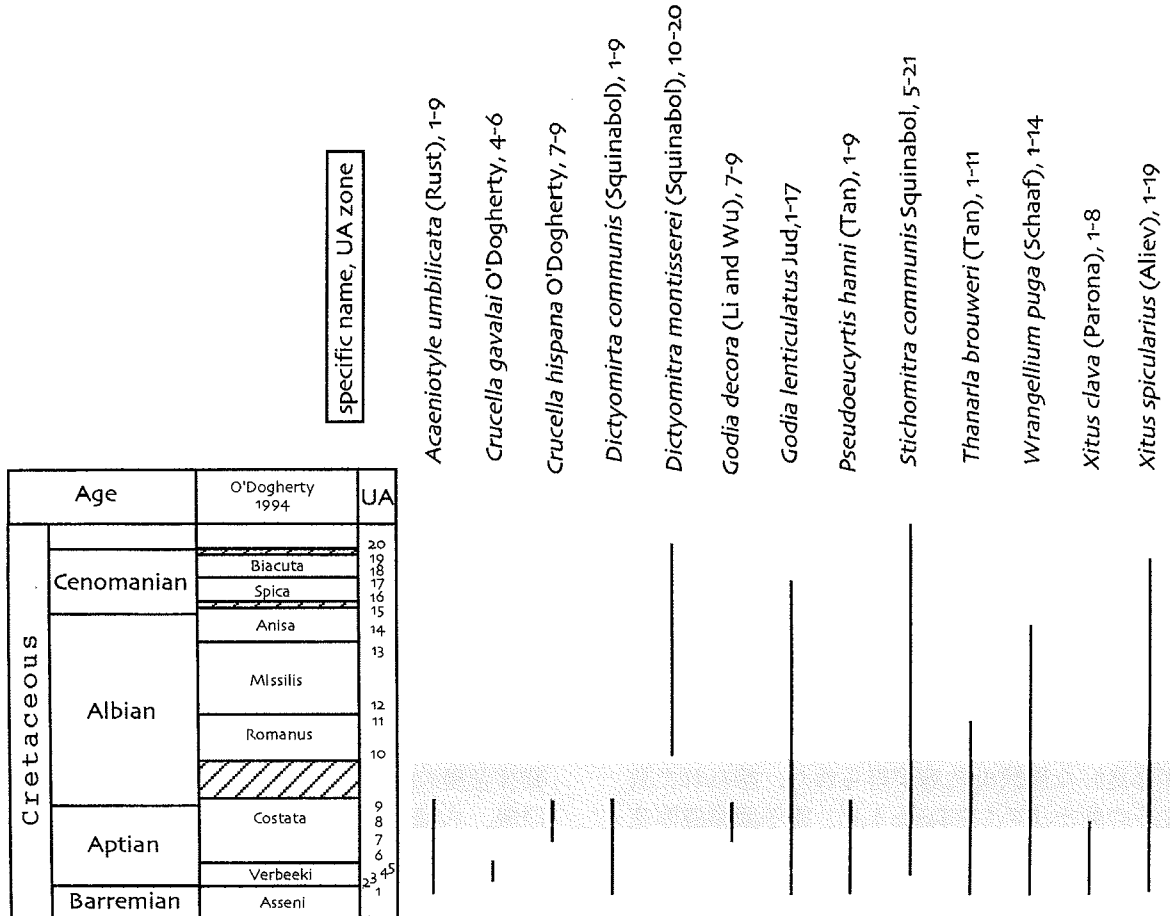 specific name, UA zone
Acaeniotyle umbilicata (Rust), 1-9
Crucella gavalai O'Dogherty, 4-6
Crucella hispana O'Dogherty, 7-9
Dictyomirta communis (Squinabol), 1-9
Dictyomitra montisserei (Squinabol), 10-20
Godia decora (Li and Wu), 7-9
Godia lenticulatus Jud,1-17
Pseudoeucyrtis hanni (Tan), 1-9
Stichomitra communis Squinabol, 5-21
Thanarla brouweri (Tan), 1-11
Wrangellium puga (Schaaf), 1-14
Xitus clava (Parona), 1-8
Xitus spicularius (Aliev), 1-19
Age
O'Dogherty
1994
UA
Cretaceous
Cenomanian
Albian
Aptian
Barremian
Biacuta
Spica
Anisa
MIssilis
Romanus
Costata
Verbeeki
Asseni
20
19
18
17
16
15
14
13
12
11
10
9
8
7
6
23 45
1